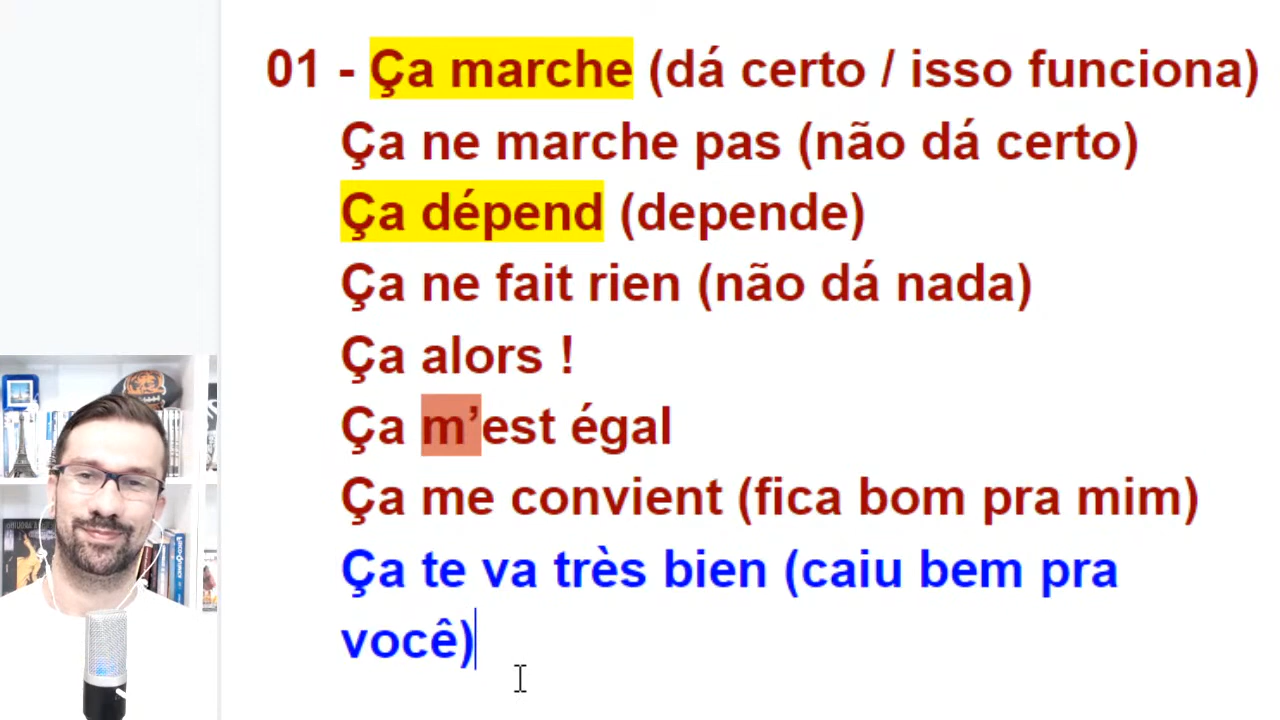 01 - Ça marche (dá certo / isso funciona)
Ça ne marche pas (não dá certo)
Ça dépend (depende)
Ça ne fait rien (não dá nada)
Ça alors !
Ça m’est égal
Ça me convient (fica bom pra mim)
Ça te va très bien (caiu bem pra
você)